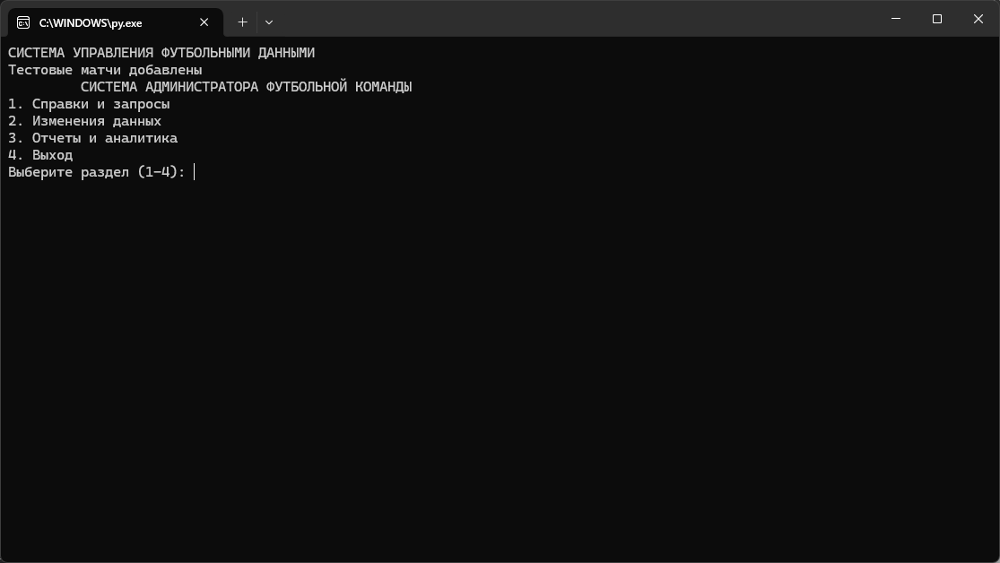 C:\WINDOWS\py.exe
СИСТЕМА УПРАВЛЕНИЯ ФУТБОЛЬНЫМИ ДАННЫМИ
Тестовые матчи добавлены
СИСТЕМА АДМИНИСТРАТОРА ФУТБОЛЬНОЙ КОМАНДЫ
1. Справки и запросы
2. Изменения данных
3. Отчеты и аналитика
4. Выход
Выберите раздел (1-4):